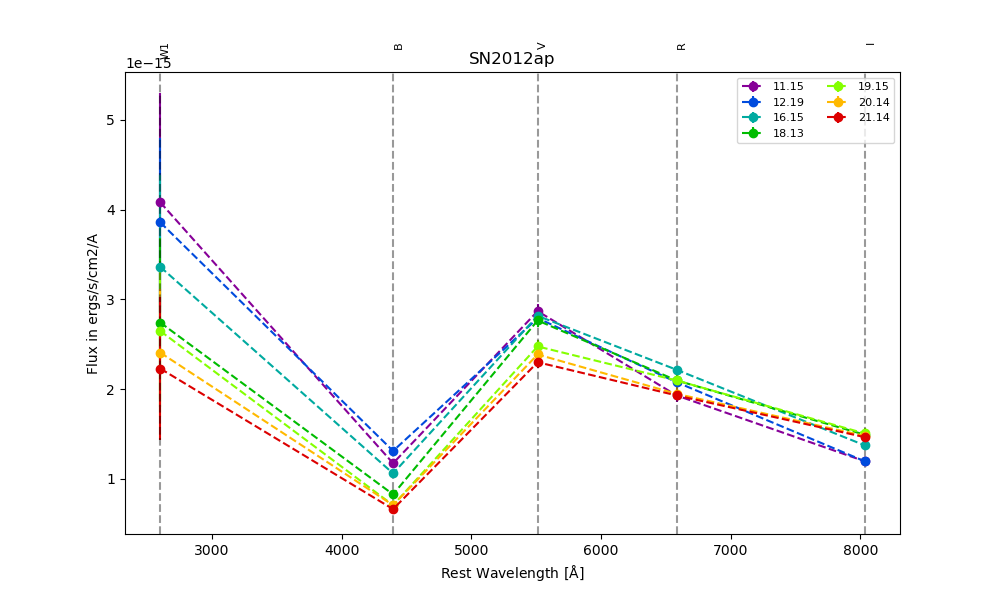 W1 B V R I
1e−15
SN2012ap
11.15 19.15
12.19 20.14
16.15 21.14
18.13
5
4
3
2
1
Flux in ergs/s/cm2/A
3000 4000 5000 6000 7000 8000
Rest Wavelength [Å]